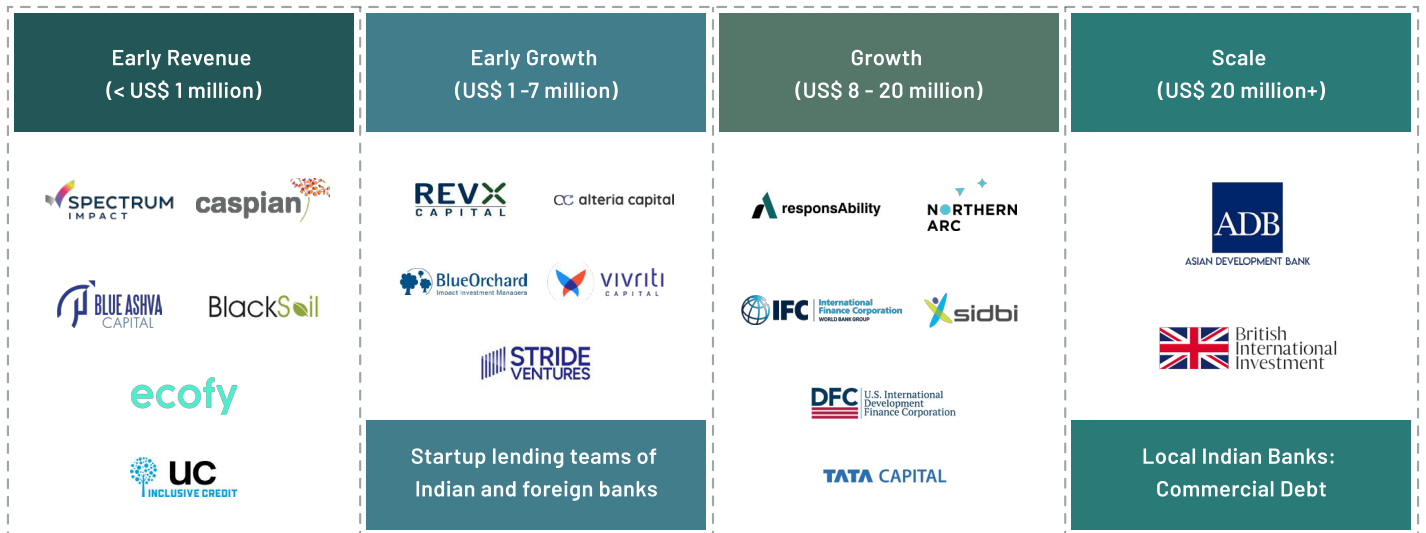 Early Revenue
(< US$ 1 million)
SPECTRUM
IMPACT
caspian
BLUE ASHVA
CAPITAL
BlackSoil
ecofy
UC
INCLUSIVE CREDIT
Early Growth
(US$ 1 -7 million)
REVX
CAPITAL
alteria capital
BlueOrchard
Impact Investment Managers
VIVRITI
CAPITAL
STRIDE
VENTURES
Startup lending teams of
Indian and foreign banks
Growth
(US$ 8 - 20 million)
responsAbility
NORTHERN
ARC
IFC
International
Finance Corporation
WORLD BANK GROUP
sidbi
DFC
U.S. International
Development
Finance Corporation
TATA CAPITAL
Scale
(US$ 20 million+)
ADB
ASIAN DEVELOPMENT BANK
British
International
Investment
Local Indian Banks:
Commercial Debt